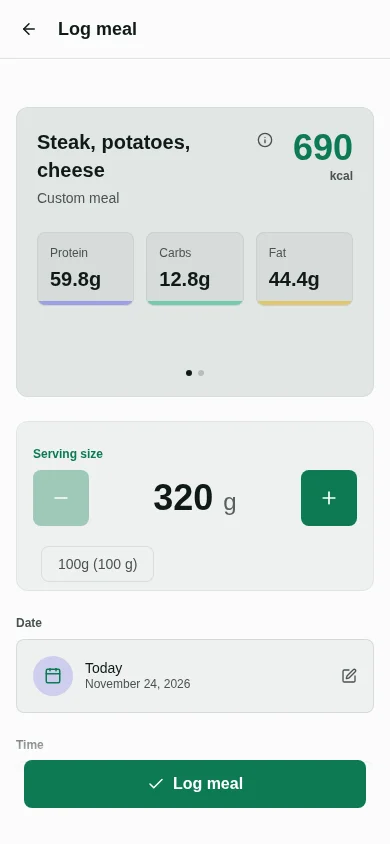 Log meal
Steak, potatoes,
cheese
690
kcal
Custom meal
Protein
59.8g
Carbs
12.8g
Fat
44.4g
Serving size
320 g
100g (100 g)
Date
Today
November 24, 2026
Time
Log meal